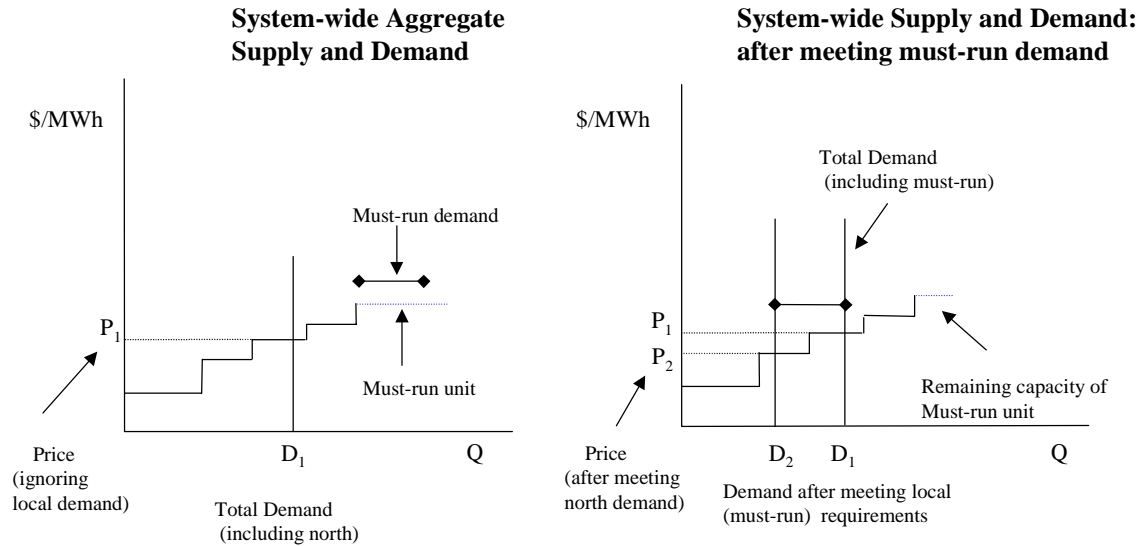 System-wide Aggregate
Supply and Demand
$/MWh
Must-run demand
P1
Must-run unit
D1
Q
Price
(ignoring
local demand)
Total Demand
(including north)
System-wide Supply and Demand:
after meeting must-run demand
$/MWh
Total Demand
(including must-run)
P1
P2
Remaining capacity of
Must-run unit
D2
D1
Q
Price
(after meeting
north demand)
Demand after meeting local
(must-run) requirements